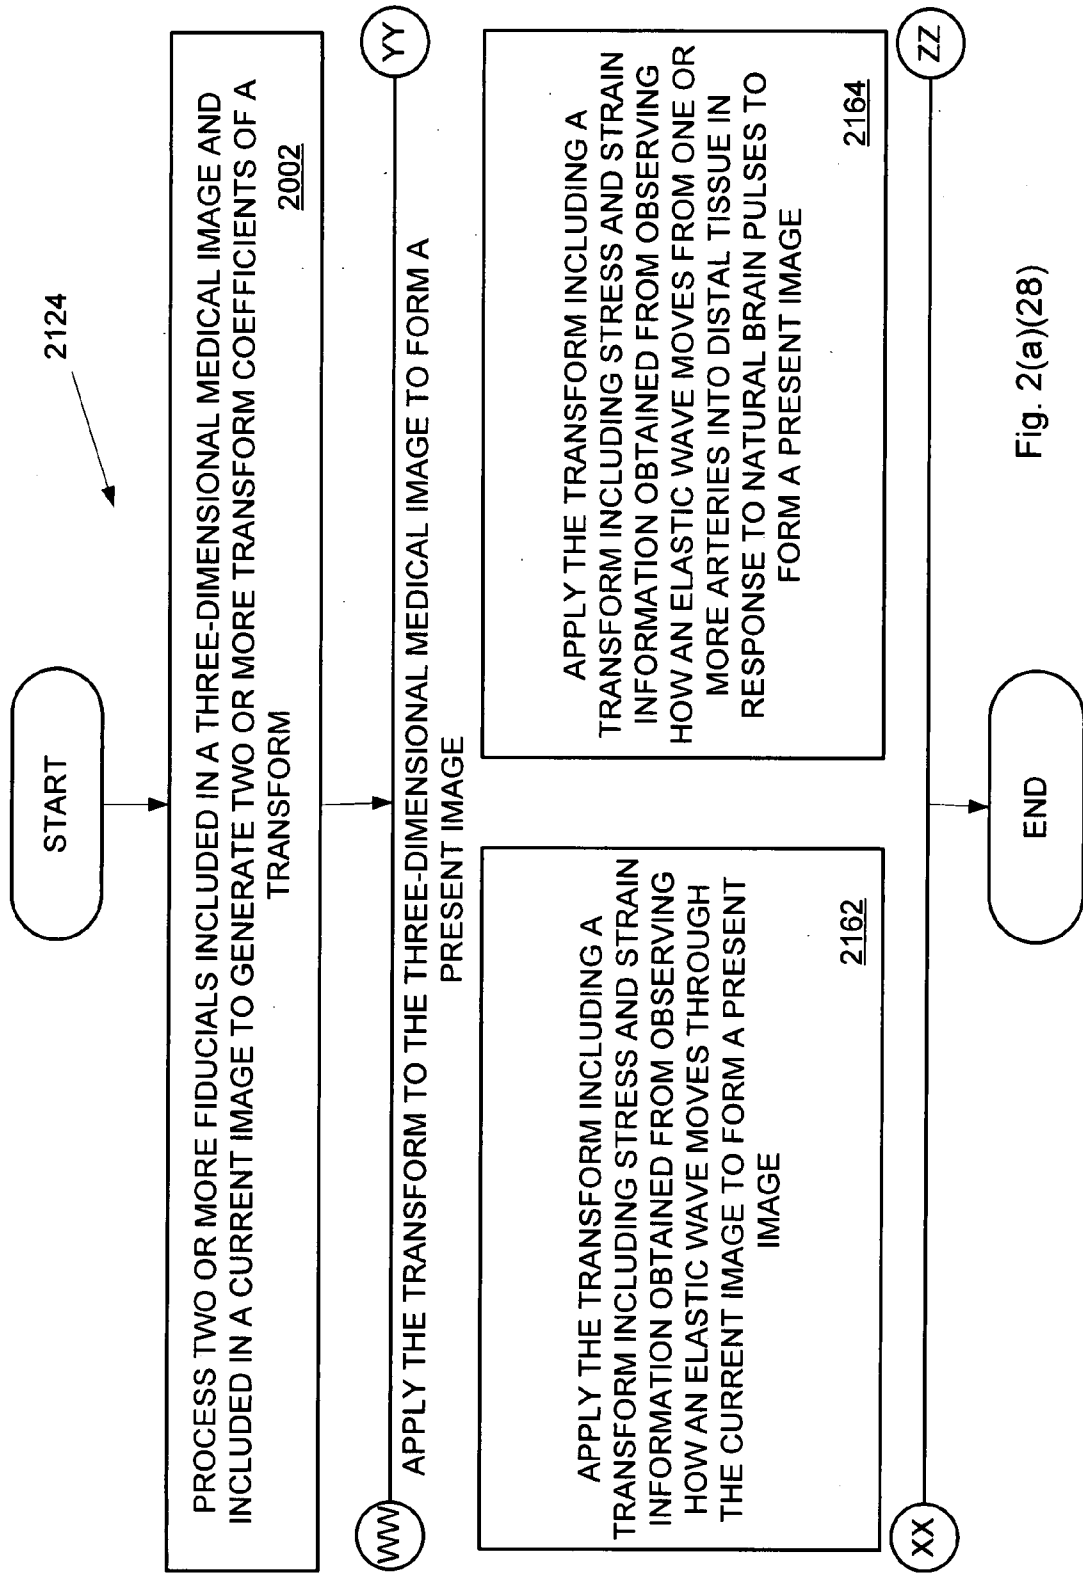 2124
START
PROCESS TWO OR MORE FIDUCIALS INCLUDED IN A THREE-DIMENSIONAL MEDICAL IMAGE AND
INCLUDED IN A CURRENT IMAGE TO GENERATE TWO OR MORE TRANSFORM COEFFICIENTS OF A
TRANSFORM
2002
WW
YY
APPLY THE TRANSFORM TO THE THREE-DIMENSIONAL MEDICAL IMAGE TO FORM A
PRESENT IMAGE
APPLY THE TRANSFORM INCLUDING A
TRANSFORM INCLUDING STRESS AND STRAIN
INFORMATION OBTAINED FROM OBSERVING
HOW AN ELASTIC WAVE MOVES THROUGH
THE CURRENT IMAGE TO FORM A PRESENT
IMAGE
2162
APPLY THE TRANSFORM INCLUDING A
TRANSFORM INCLUDING STRESS AND STRAIN
INFORMATION OBTAINED FROM OBSERVING
HOW AN ELASTIC WAVE MOVES FROM ONE OR
MORE ARTERIES INTO DISTAL TISSUE IN
RESPONSE TO NATURAL BRAIN PULSES TO
FORM A PRESENT IMAGE
2164
XX
ZZ
END
Fig. 2(a)(28)